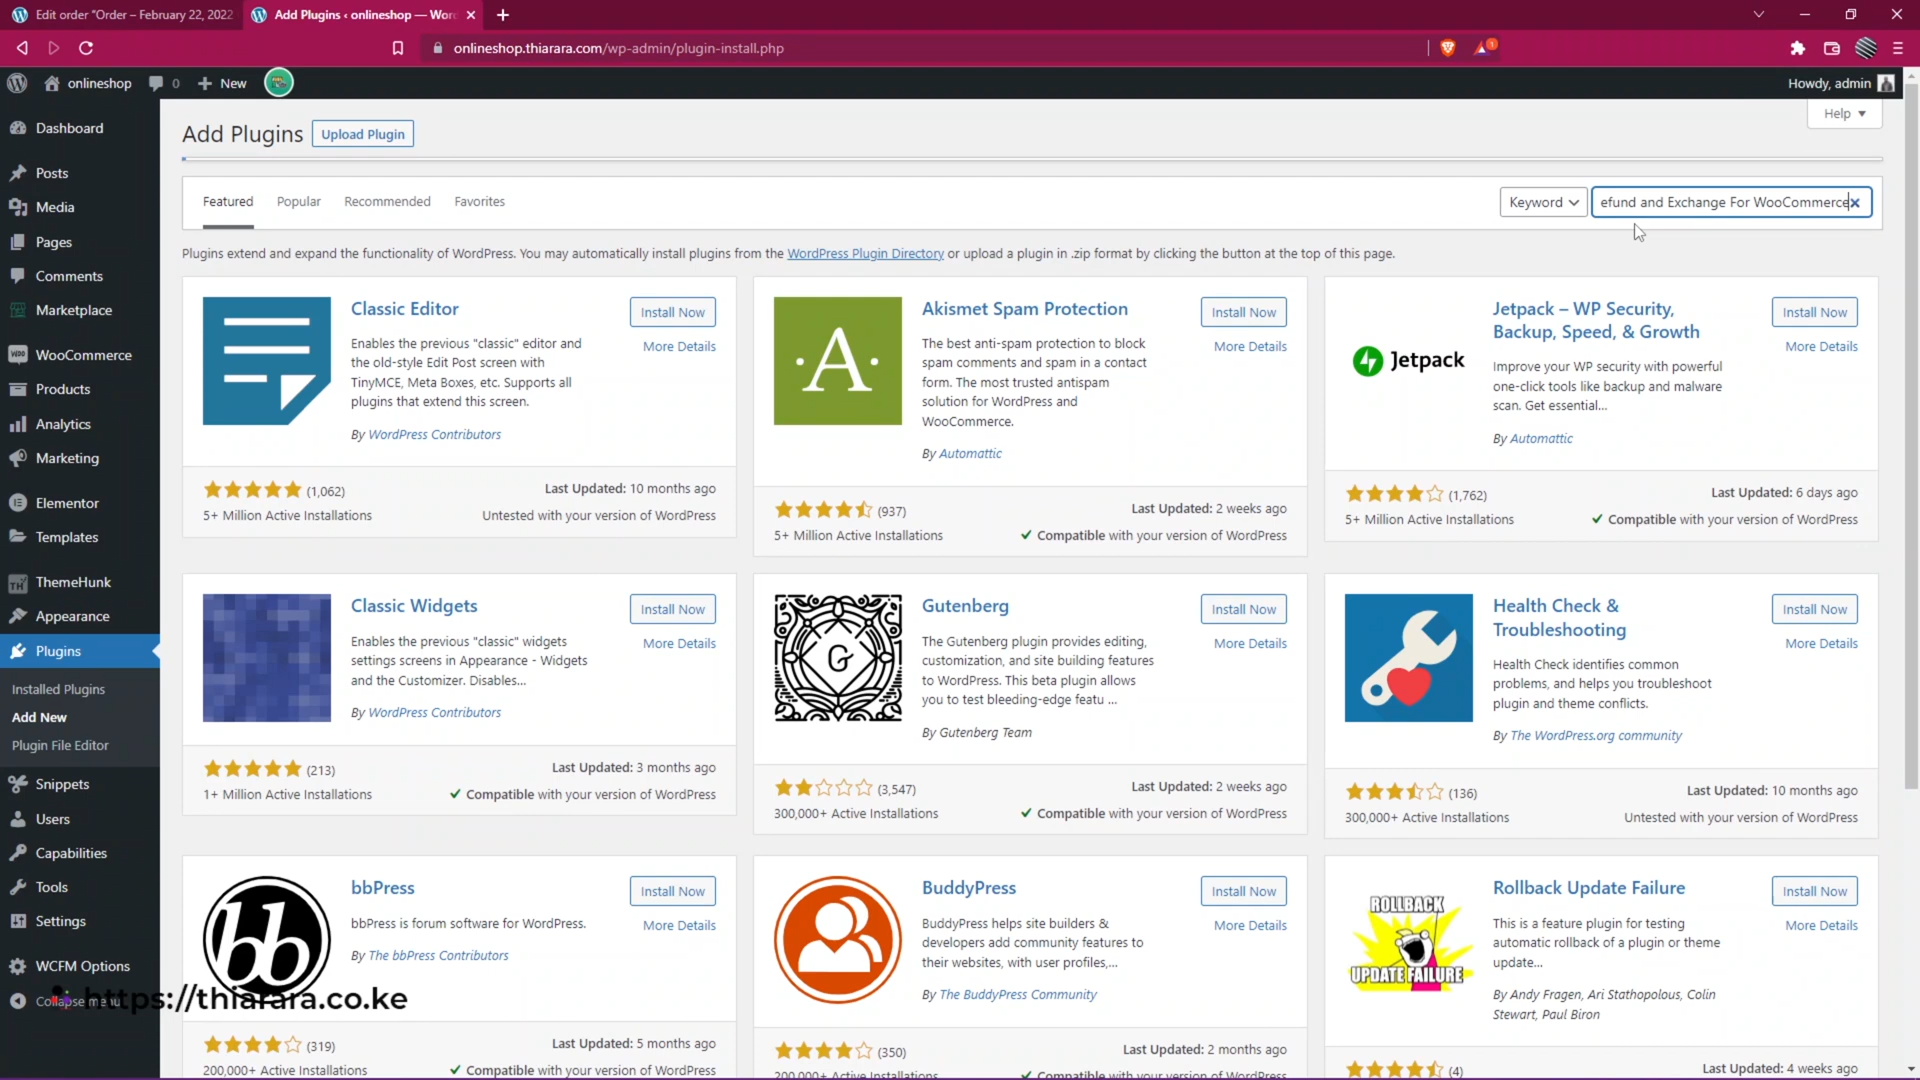 Edit order "Order – February 22, 2022
Add Plugins ‹ onlineshop — Wor
onlineshop.thiarara.com/wp-admin/plugin-install.php
1
onlineshop
0
New
Howdy, admin
Help
Add Plugins
Upload Plugin
Featured
Popular
Recommended
Favorites
Keyword
efund and Exchange For WooCommerce
Plugins extend and expand the functionality of WordPress. You may automatically install plugins from the WordPress Plugin Directory or upload a plugin in .zip format by clicking the button at the top of this page.
Dashboard
Posts
Media
Pages
Comments
Marketplace
WooCommerce
Products
Analytics
Marketing
Elementor
Templates
ThemeHunk
Appearance
Plugins
Installed Plugins
Add New
Plugin File Editor
Snippets
Users
Capabilities
Tools
Settings
WCFM Options
Collapse menu
https://thiarara.co.ke
Classic Editor
Install Now
More Details
Enables the previous "classic" editor and
the old-style Edit Post screen with
TinyMCE, Meta Boxes, etc. Supports all
plugins that extend this screen.
By WordPress Contributors
(1,062)
Last Updated: 10 months ago
5+ Million Active Installations
Untested with your version of WordPress
A
Akismet Spam Protection
Install Now
More Details
The best anti-spam protection to block
spam comments and spam in a contact
form. The most trusted antispam
solution for WordPress and
WooCommerce.
By Automattic
(937)
Last Updated: 2 weeks ago
5+ Million Active Installations
Compatible with your version of WordPress
Jetpack
Jetpack – WP Security,
Backup, Speed, & Growth
Install Now
More Details
Improve your WP security with powerful
one-click tools like backup and malware
scan. Get essential...
By Automattic
(1,762)
Last Updated: 6 days ago
5+ Million Active Installations
Compatible with your version of WordPress
Classic Widgets
Install Now
More Details
Enables the previous "classic" widgets
settings screens in Appearance - Widgets
and the Customizer. Disables...
By WordPress Contributors
(213)
Last Updated: 3 months ago
1+ Million Active Installations
Compatible with your version of WordPress
G
Gutenberg
Install Now
More Details
The Gutenberg plugin provides editing,
customization, and site building features
to WordPress. This beta plugin allows
you to test bleeding-edge featu ...
By Gutenberg Team
(3,547)
Last Updated: 2 weeks ago
300,000+ Active Installations
Compatible with your version of WordPress
Health Check &
Troubleshooting
Install Now
More Details
Health Check identifies common
problems, and helps you troubleshoot
plugin and theme conflicts.
By The WordPress.org community
(136)
Last Updated: 10 months ago
300,000+ Active Installations
Untested with your version of WordPress
bb
bbPress
Install Now
More Details
bbPress is forum software for WordPress.
By The bbPress Contributors
(319)
Last Updated: 5 months ago
200,000+ Active Installations
Compatible with your version of WordPress
BuddyPress
Install Now
More Details
BuddyPress helps site builders &
developers add community features to
their websites, with user profiles,...
By The BuddyPress Community
(350)
Last Updated: 2 months ago
200,000+ Active Installations
Compatible with your version of WordPress
ROLLBACK
UPDATE FAILURE
Rollback Update Failure
Install Now
More Details
This is a feature plugin for testing
automatic rollback of a plugin or theme
update...
By Andy Fragen, Ari Stathopolous, Colin
Stewart, Paul Biron
(4)
Last Updated: 4 weeks ago